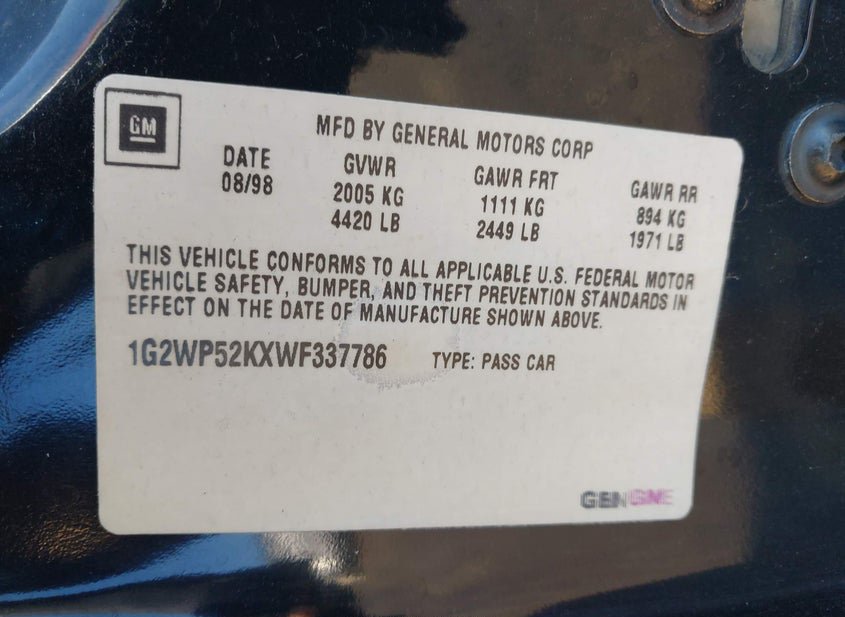 GM
MFD BY GENERAL MOTORS CORP
DATE GVWR GAWR FRT GAWR RR
08/98 2005 KG 1111 KG 894 KG
4420 LB 2449 LB 1971 LB
THIS VEHICLE CONFORMS TO ALL APPLICABLE U.S. FEDERAL MOTOR
VEHICLE SAFETY, BUMPER, AND THEFT PREVENTION STANDARDS IN
EFFECT ON THE DATE OF MANUFACTURE SHOWN ABOVE.
1G2WP52KXWF337786 TYPE: PASS CAR